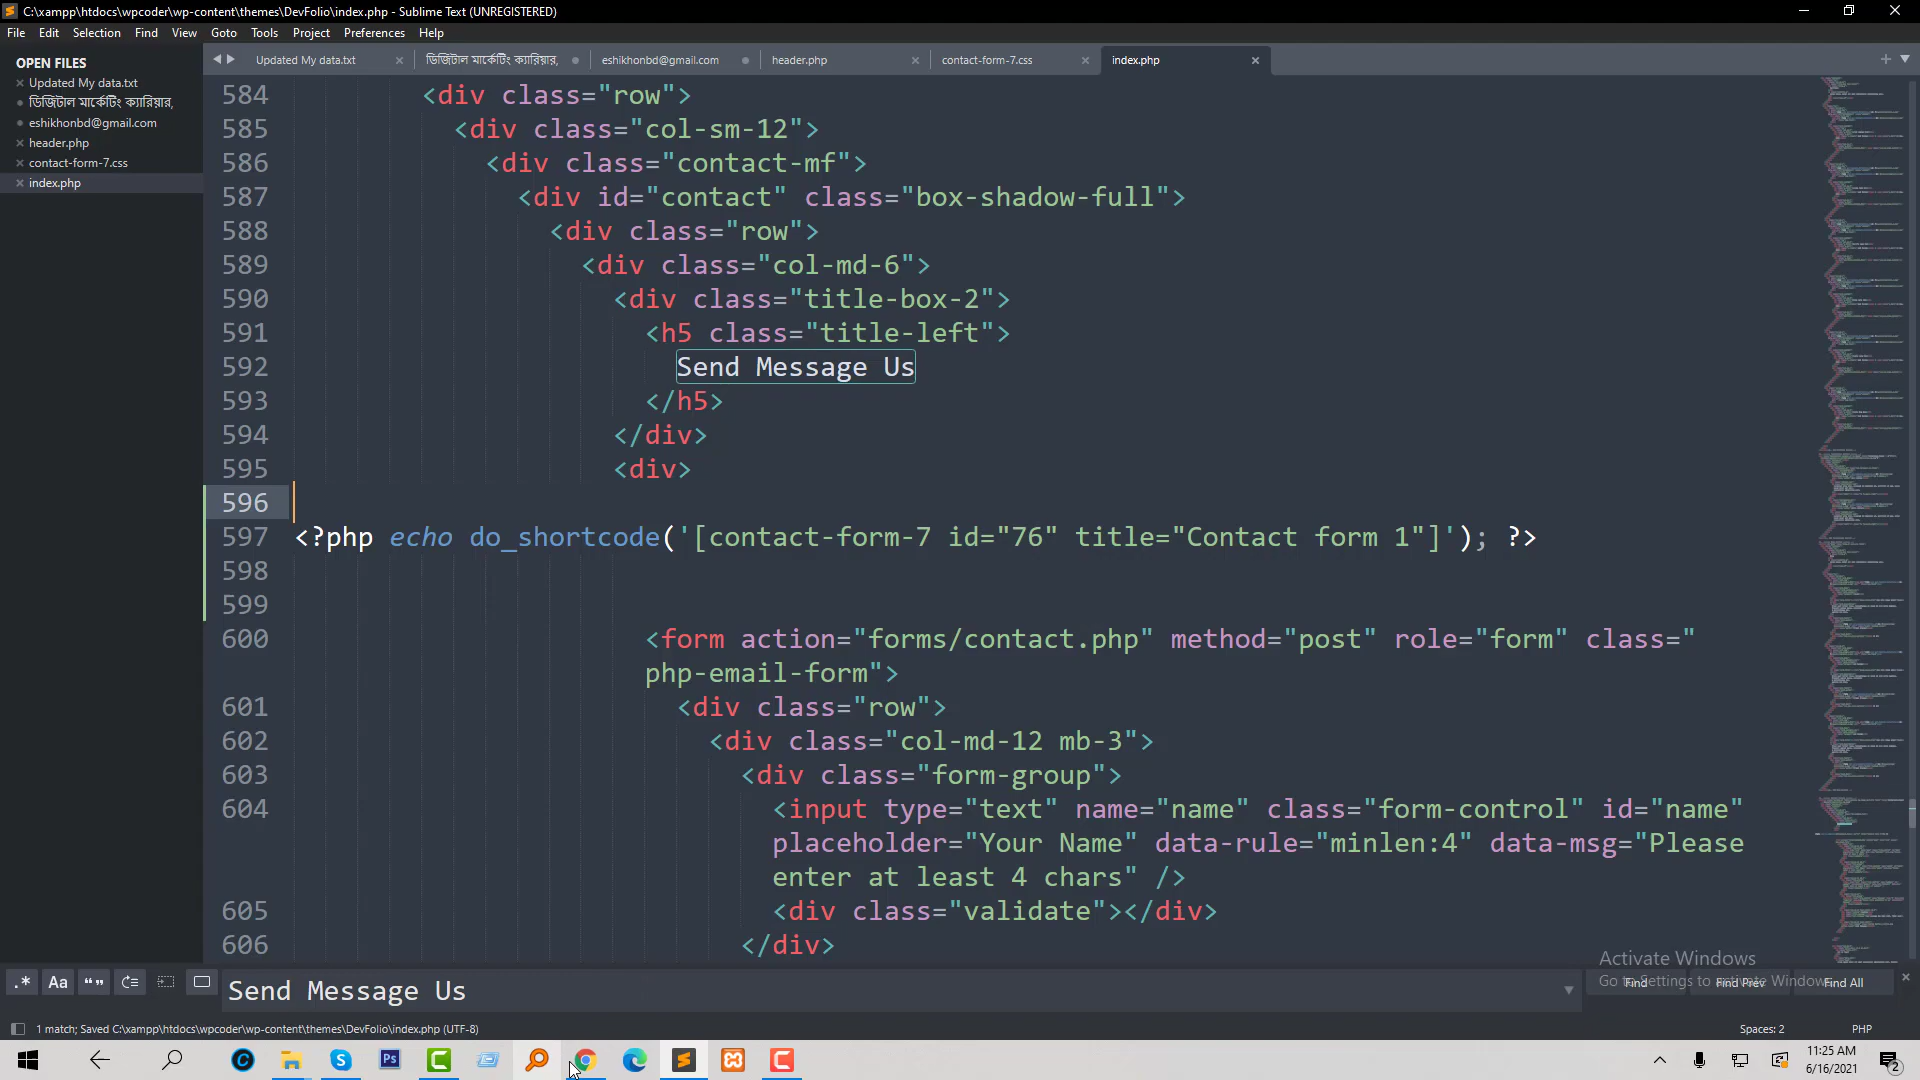 C:\xampp\htdocs\wpcoder\wp-content\themes\DevFolio\index.php - Sublime Text (UNREGISTERED)
File Edit Selection Find View Goto Tools Project Preferences Help
OPEN FILES
Updated My data.txt
ডিজিটাল মার্কেটিং ক্যারিয়ার,
eshikhonbd@gmail.com
header.php
contact-form-7.css
index.php
Updated My data.txt ডিজিটাল মার্কেটিং ক্যারিয়ার, eshikhonbd@gmail.com header.php contact-form-7.css index.php
584 <div class="row">
585 <div class="col-sm-12">
586 <div class="contact-mf">
587 <div id="contact" class="box-shadow-full">
588 <div class="row">
589 <div class="col-md-6">
590 <div class="title-box-2">
591 <h5 class="title-left">
592 Send Message Us
593 </h5>
594 </div>
595 <div>
596
597 <?php echo do_shortcode('[contact-form-7 id="76" title="Contact form 1"]'); ?>
598
599
600 <form action="forms/contact.php" method="post" role="form" class="
php-email-form">
601 <div class="row">
602 <div class="col-md-12 mb-3">
603 <div class="form-group">
604 <input type="text" name="name" class="form-control" id="name"
placeholder="Your Name" data-rule="minlen:4" data-msg="Please
enter at least 4 chars" />
605 <div class="validate"></div>
606 </div>
Activate Windows
Go to Settings to activate Windows.
.* Aa “” Send Message Us Find Find Prev Find All
1 match; Saved C:\xampp\htdocs\wpcoder\wp-content\themes\DevFolio\index.php (UTF-8) Spaces: 2 PHP
Ps
11:25 AM
6/16/2021
2